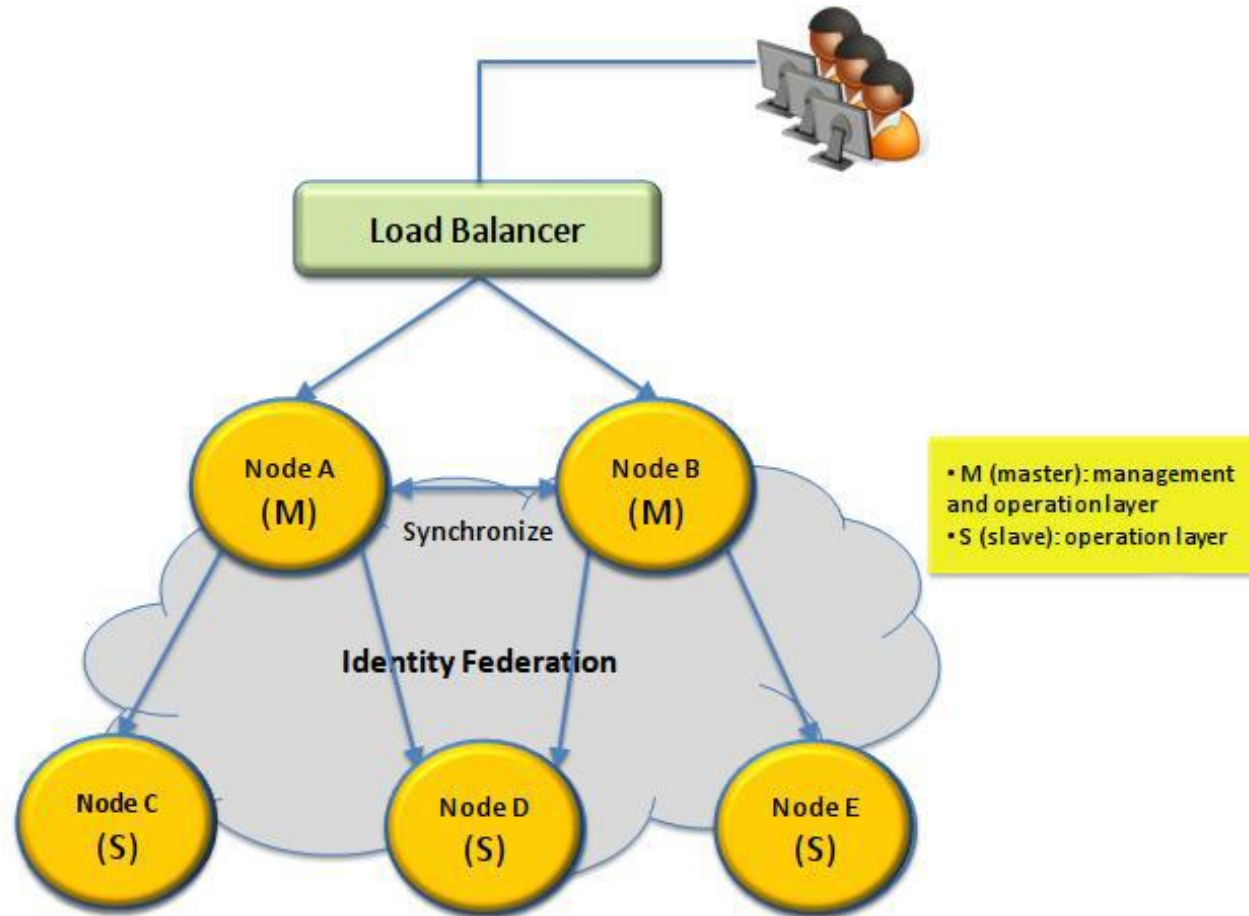 Load Balancer
Node A
(M)
Node B
(M)
Synchronize
• M (master): management
and operation layer
• S (slave): operation layer
Identity Federation
Node C
(S)
Node D
(S)
Node E
(S)